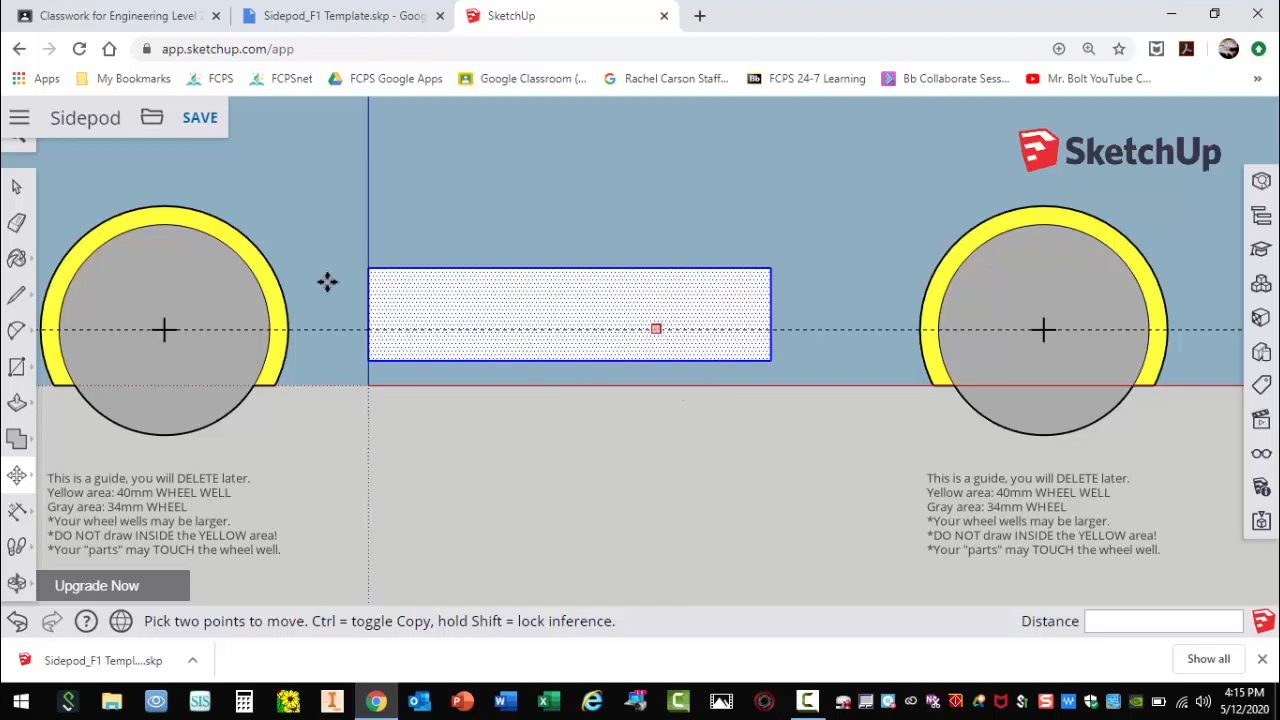 Classwork for Engineering Level
Sidepod_F1 Template.skp - Goog
SketchUp
app.sketchup.com/app
Apps
My Bookmarks
FCPS
FCPSnet
FCPS Google Apps
Google Classroom (...
Rachel Carson Staff...
Bb
FCPS 24-7 Learning
Bb Collaborate Sess...
Mr. Bolt YouTube C...
»
Sidepod
SAVE
SketchUp
This is a guide, you will DELETE later.
Yellow area: 40mm WHEEL WELL
Gray area: 34mm WHEEL
*Your wheel wells may be larger.
*DO NOT draw INSIDE the YELLOW area!
*Your "parts" may TOUCH the wheel well.
This is a guide, you will DELETE later.
Yellow area: 40mm WHEEL WELL
Gray area: 34mm WHEEL
*Your wheel wells may be larger.
*DO NOT draw INSIDE the YELLOW area!
*Your "parts" may TOUCH the wheel well.
Upgrade Now
Pick two points to move. Ctrl = toggle Copy, hold Shift = lock inference.
Distance
Sidepod_F1 Templ....skp
Show all
4:15 PM
5/12/2020